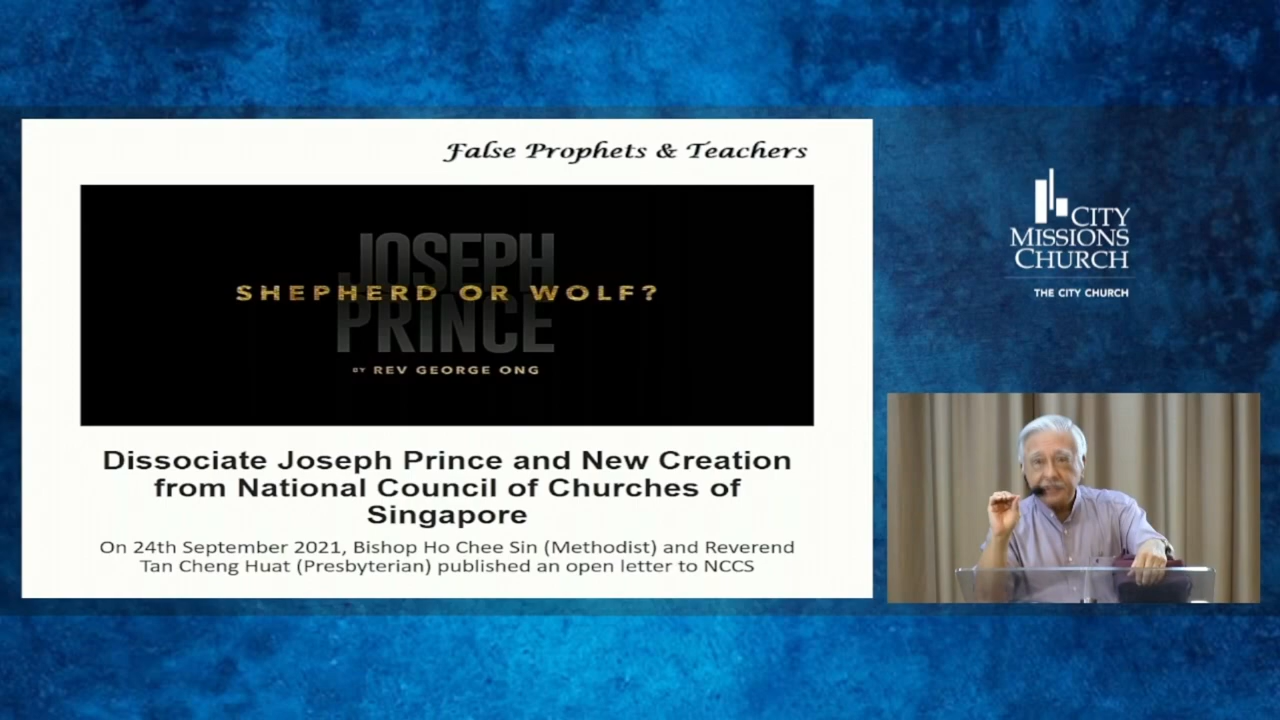 False Prophets & Teachers
JOSEPH
SHEPHERD OR WOLF?
PRINCE
BY REV GEORGE ONG
Dissociate Joseph Prince and New Creation
from National Council of Churches of
Singapore
On 24th September 2021, Bishop Ho Chee Sin (Methodist) and Reverend
Tan Cheng Huat (Presbyterian) published an open letter to NCCS
CITY
MISSIONS
CHURCH
THE CITY CHURCH